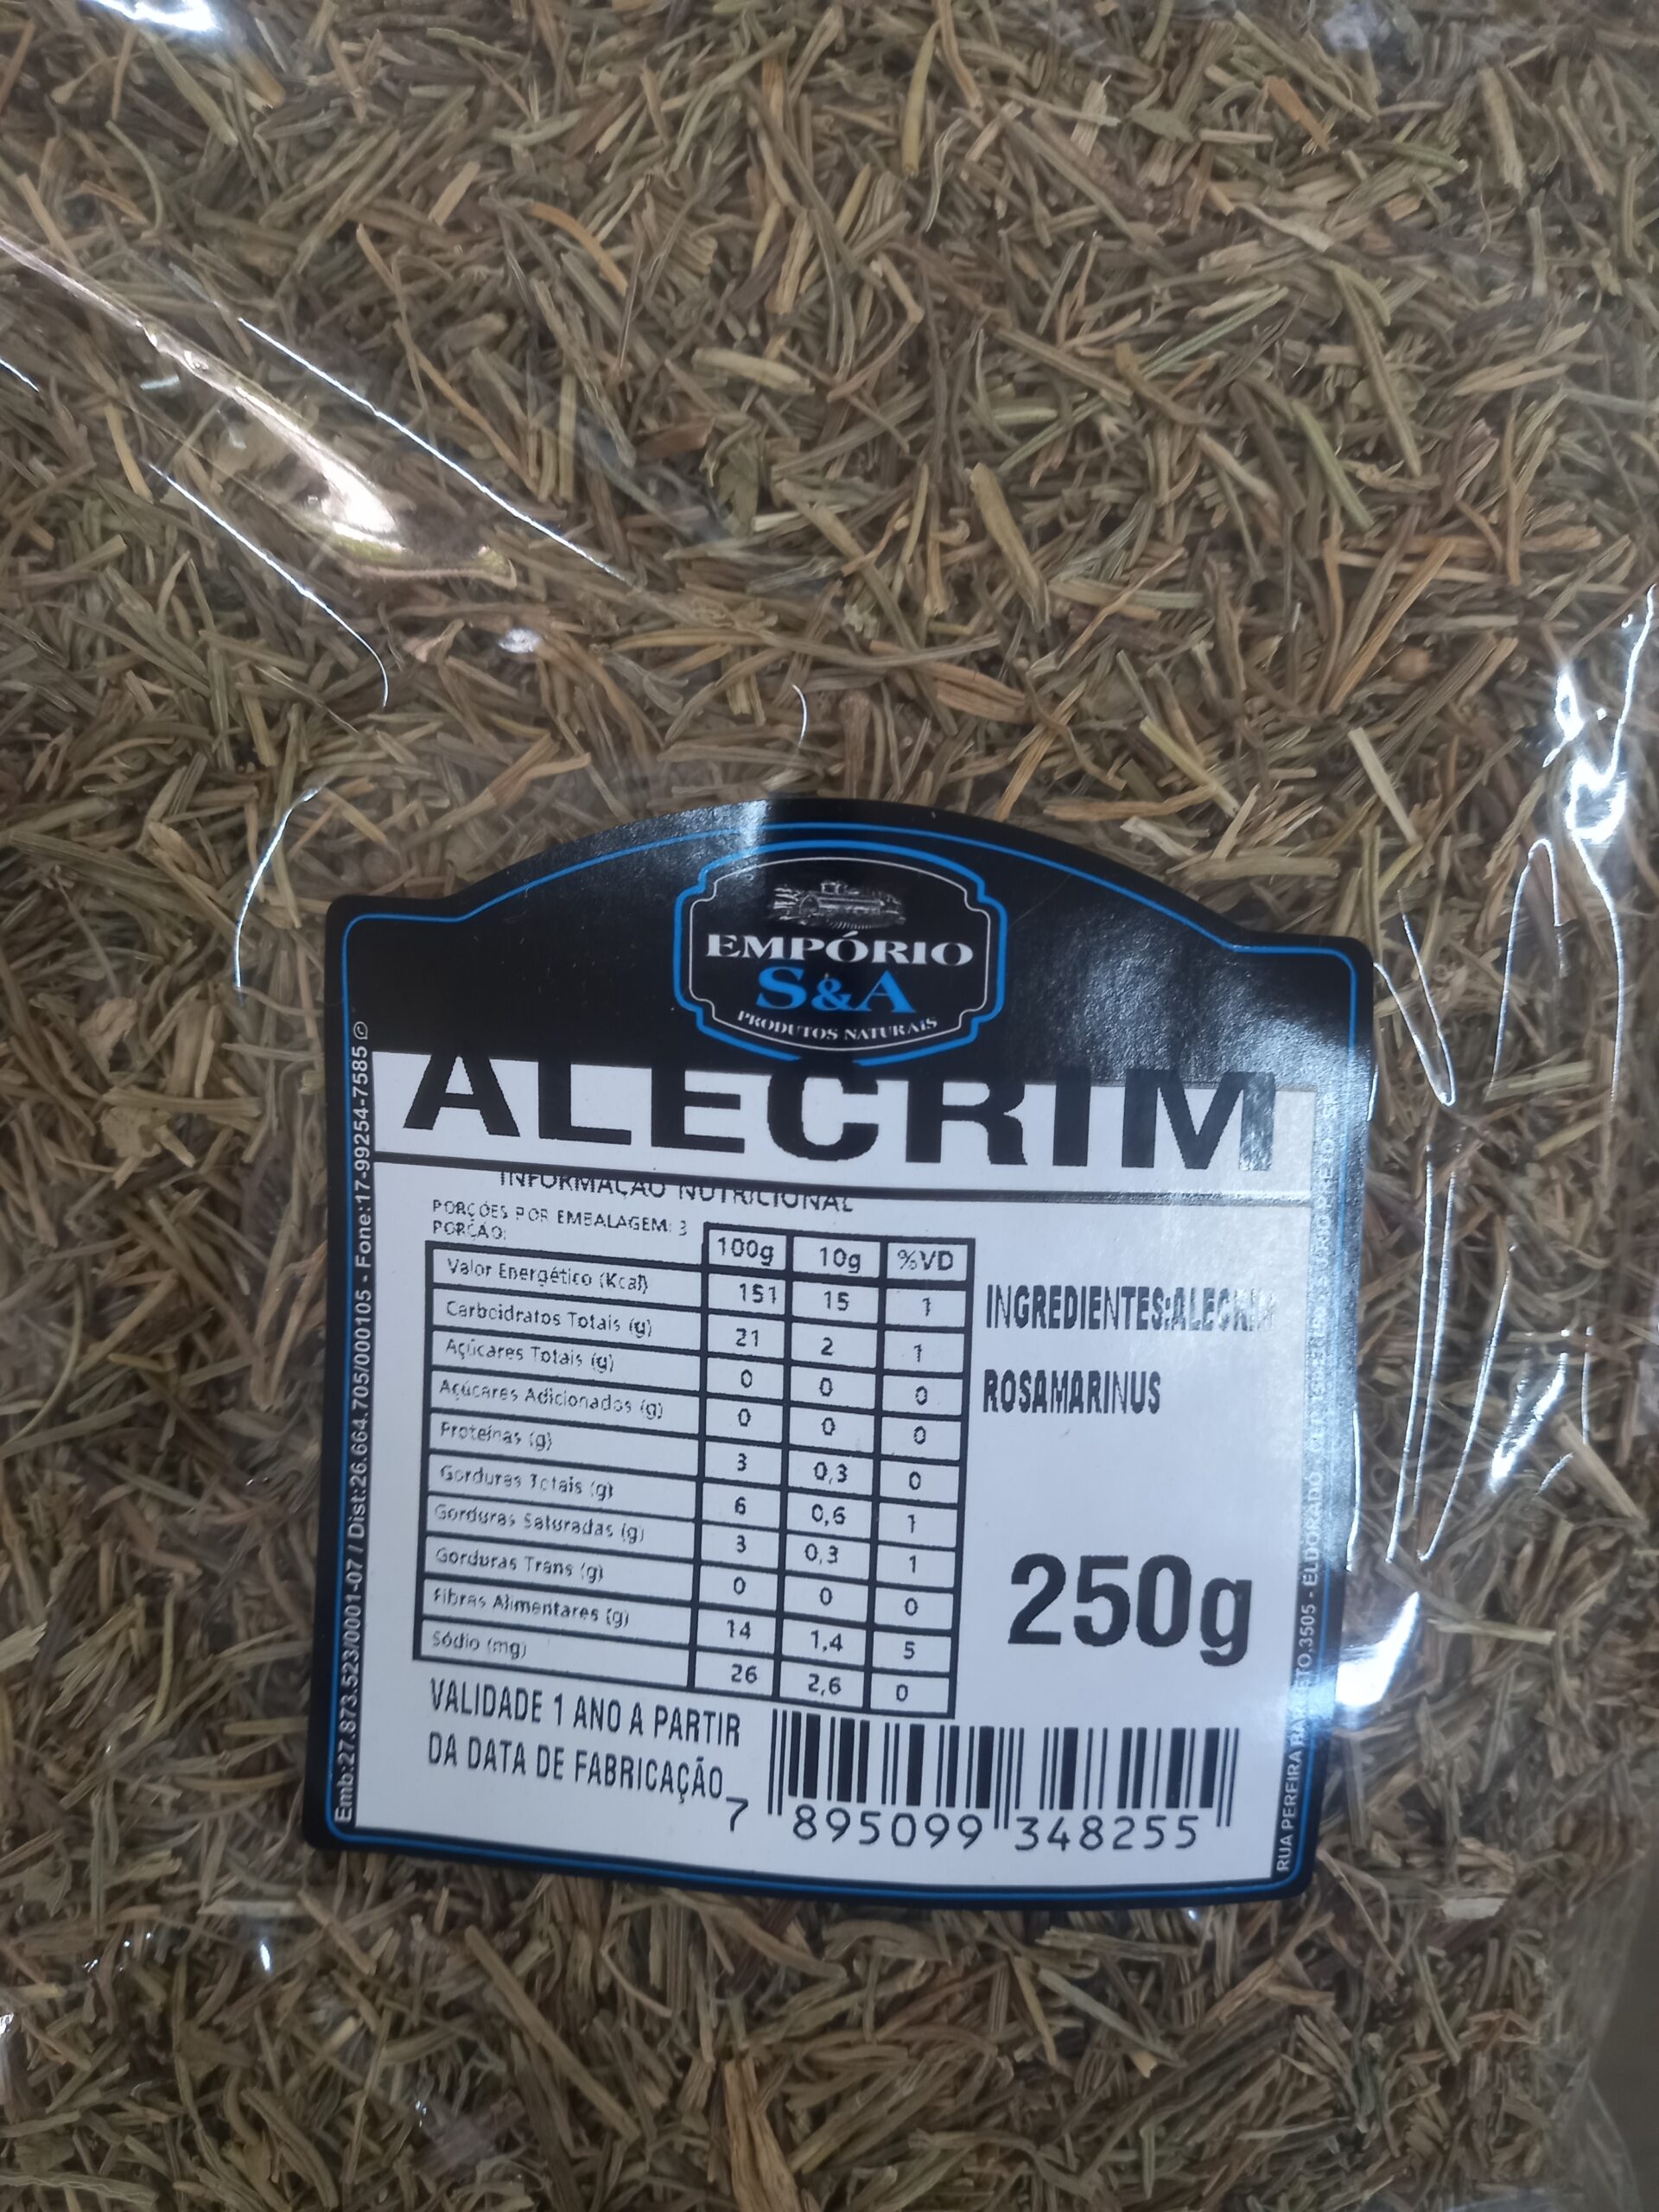 EMPÓRIO
S&A
PRODUTOS NATURAIS
ALECRIM
INFORMAÇÃO NUTRICIONAL
PORÇÕES POR EMBALAGEM: 3
PORÇÃO:
100g 10g %VD
Valor Energético (Kcal) 151 15 1
Carboidratos Totais (g) 21 2 1
Açúcares Totais (g) 0 0 0
Açúcares Adicionados (g) 0 0 0
Proteínas (g) 3 0,3 0
Gorduras Totais (g) 6 0,6 1
Gorduras Saturadas (g) 3 0,3 1
Gorduras Trans (g) 0 0 0
Fibras Alimentares (g) 14 1,4 5
Sódio (mg) 26 2,6 0
INGREDIENTES:ALECRIM
ROSAMARINUS
250g
VALIDADE 1 ANO A PARTIR
DA DATA DE FABRICAÇÃO
7 895099 348255
Emb:27.873.523/0001-07 / Dist:26.664.705/000105 - Fone:17-99254-7585 ©
RUA PEREIRA 3505 - ELDORADO